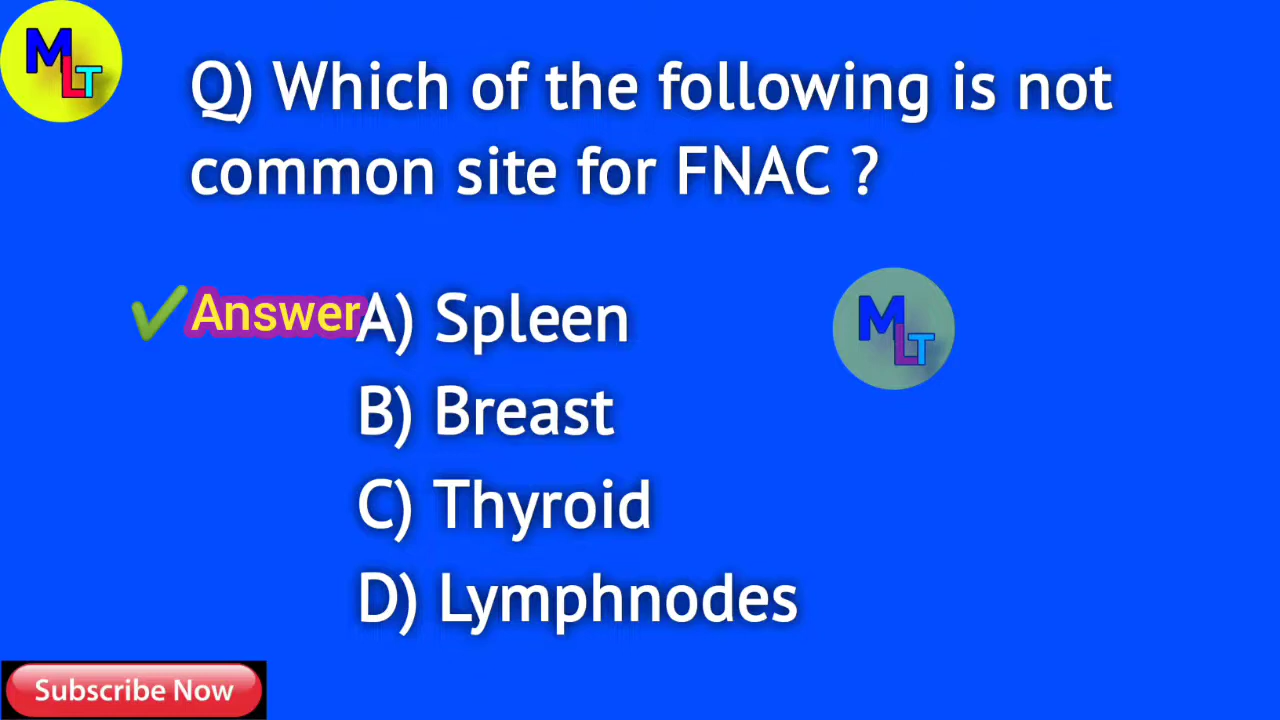 MLT
Q) Which of the following is not
common site for FNAC ?
✔Answer A) Spleen
MLT
B) Breast
C) Thyroid
D) Lymphnodes
Subscribe Now